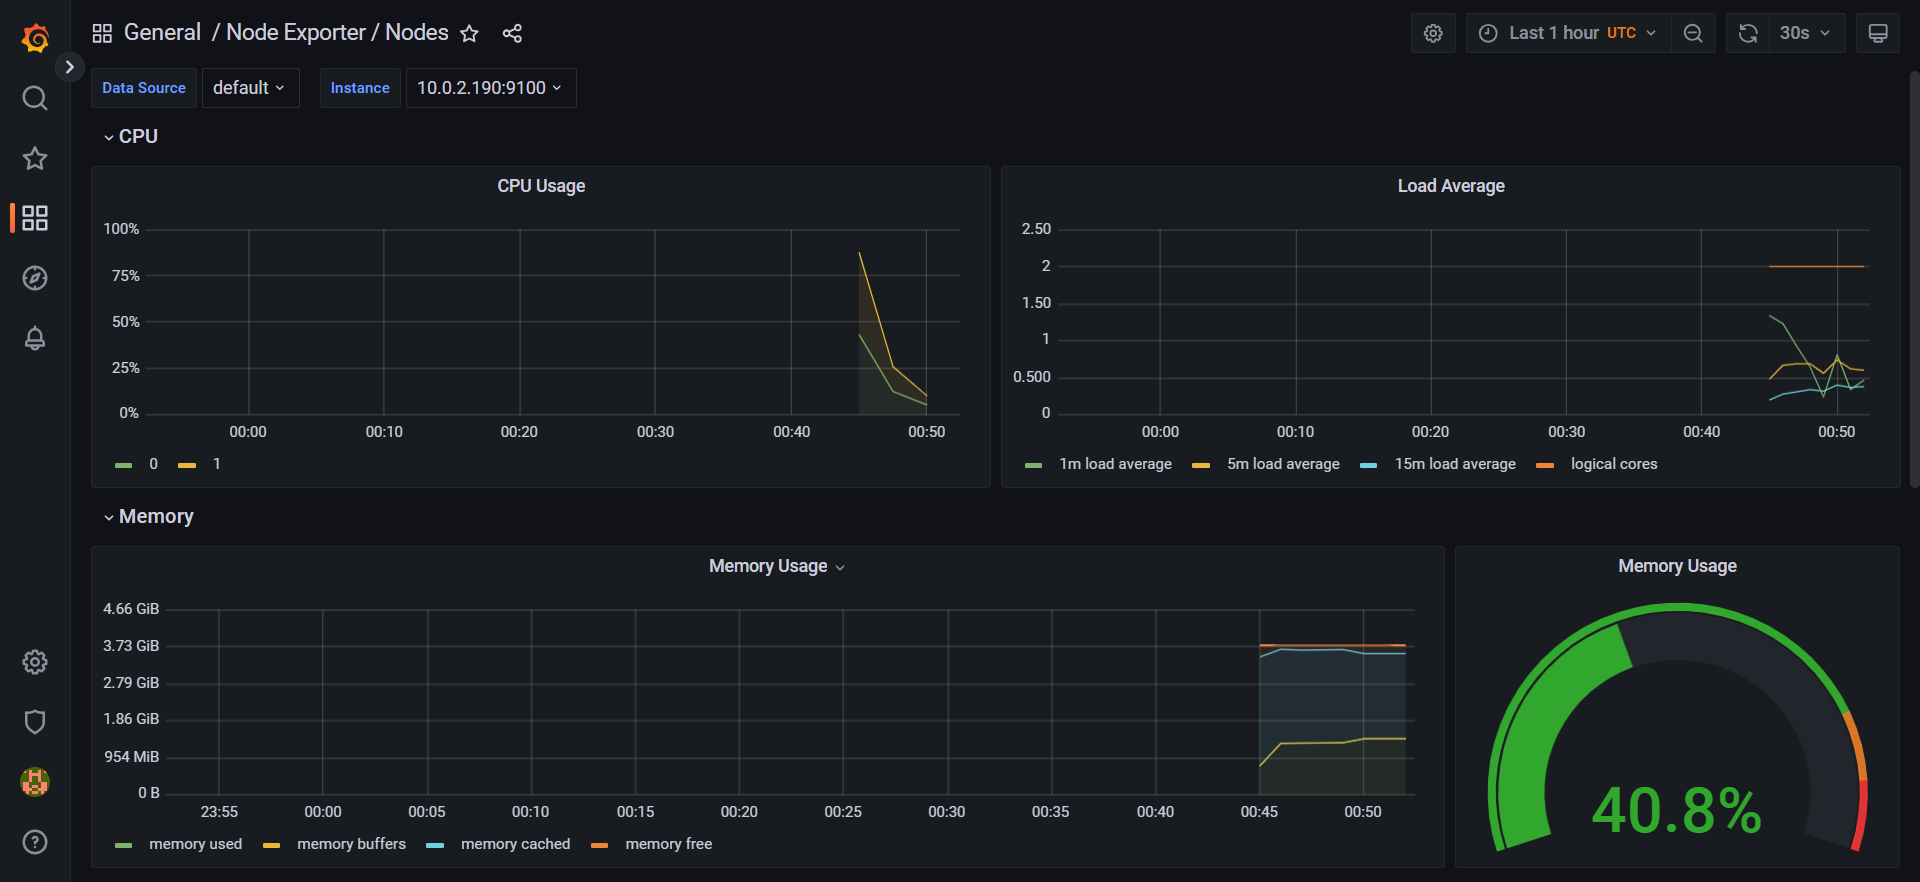 General / Node Exporter / Nodes
Last 1 hour UTC
30s
Data Source default Instance 10.0.2.190:9100
CPU
CPU Usage
100%
75%
50%
25%
0%
00:00 00:10 00:20 00:30 00:40 00:50
0 1
Load Average
2.50
2
1.50
1
0.500
0
00:00 00:10 00:20 00:30 00:40 00:50
1m load average 5m load average 15m load average logical cores
Memory
Memory Usage
4.66 GiB
3.73 GiB
2.79 GiB
1.86 GiB
954 MiB
0 B
23:55 00:00 00:05 00:10 00:15 00:20 00:25 00:30 00:35 00:40 00:45 00:50
memory used memory buffers memory cached memory free
Memory Usage
40.8%